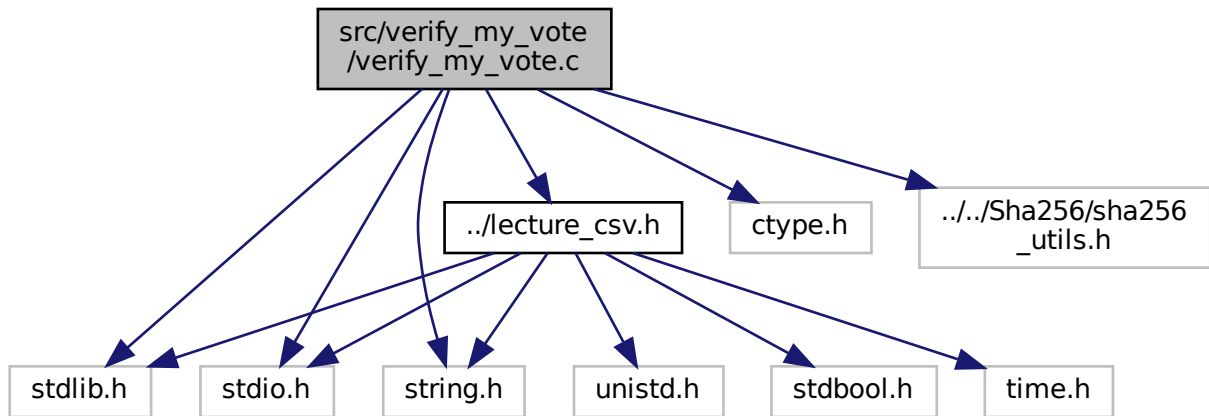 src/verify_my_vote
/verify_my_vote.c
../lecture_csv.h
ctype.h
../../Sha256/sha256
_utils.h
stdlib.h
stdio.h
string.h
unistd.h
stdbool.h
time.h